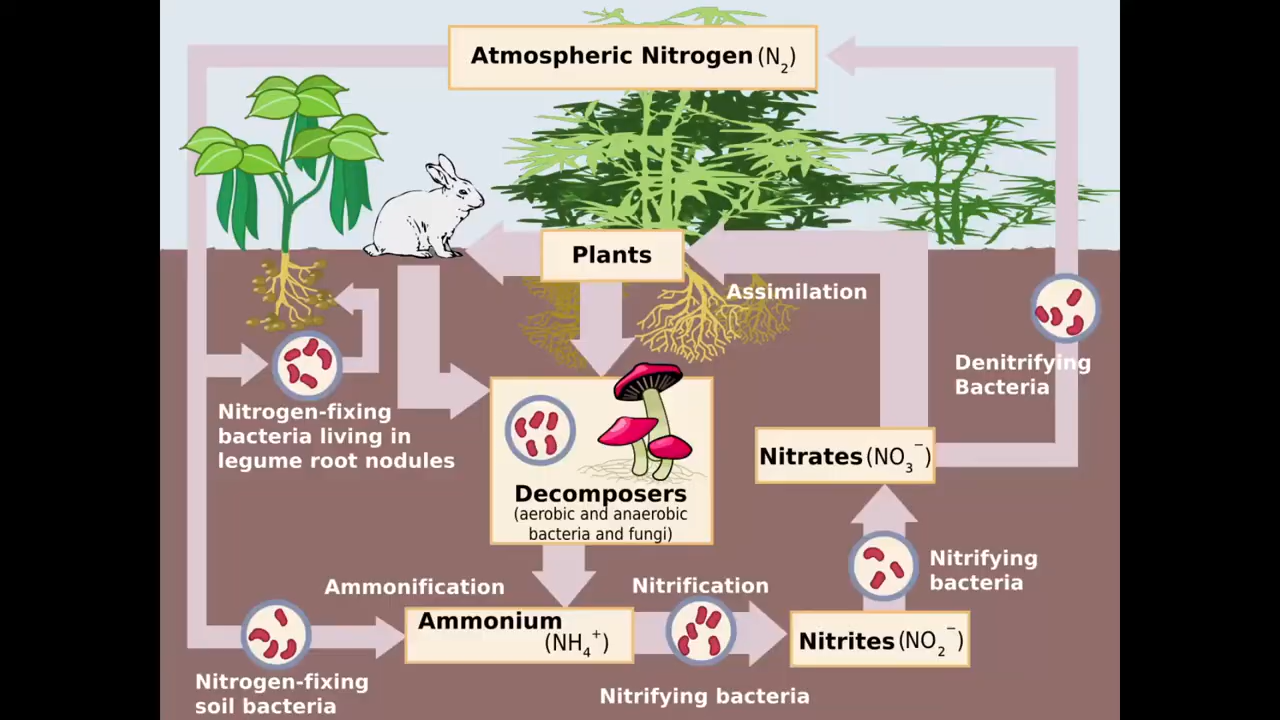 Atmospheric Nitrogen (N₂)
Plants
Assimilation
Denitrifying
Bacteria
Nitrogen-fixing
bacteria living in
legume root nodules
Nitrates (NO₃⁻)
Decomposers
(aerobic and anaerobic
bacteria and fungi)
Nitrifying
bacteria
Ammonification
Nitrification
Ammonium
(NH₄⁺)
Nitrites (NO₂⁻)
Nitrogen-fixing
soil bacteria
Nitrifying bacteria